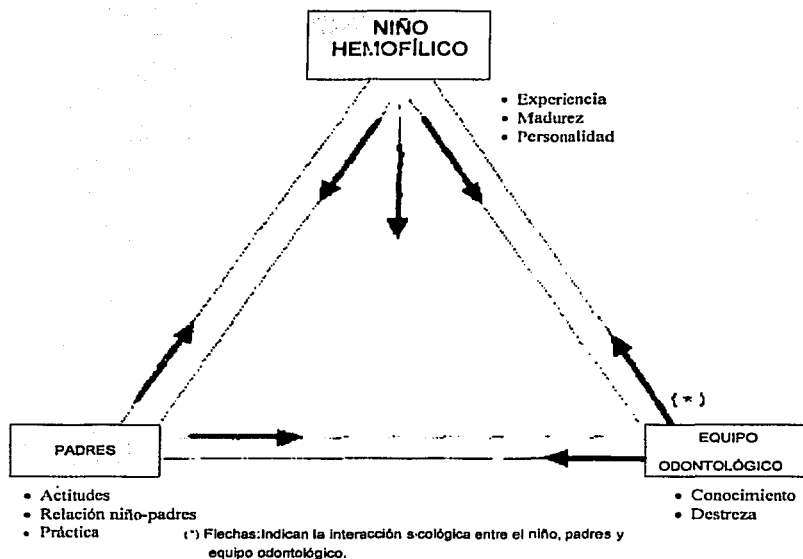 NIÑO
HEMOFÍLICO
• Experiencia
• Madurez
• Personalidad
(*)
PADRES
EQUIPO
ODONTOLÓGICO
• Actitudes
• Relación niño-padres
• Práctica
• Conocimiento
• Destreza
(*) Flechas:Indican la interacción sicológica entre el niño, padres y
equipo odontológico.